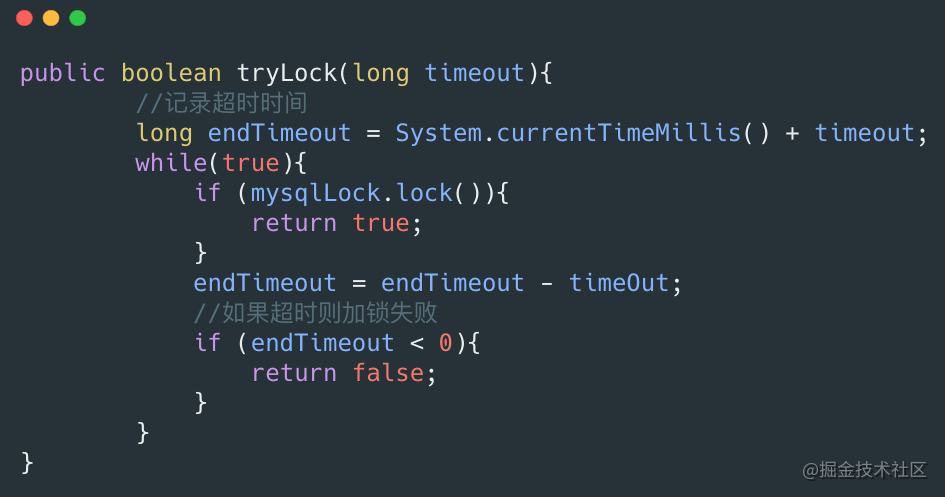 public boolean tryLock(long timeout){
        //记录超时时间
        long endTimeout = System.currentTimeMillis() + timeout;
        while(true){
            if (mysqlLock.lock()){
                return true;
            }
            endTimeout = endTimeout - timeOut;
            //如果超时则加锁失败
            if (endTimeout < 0){
                return false;
            }
        }
}
@掘金技术社区